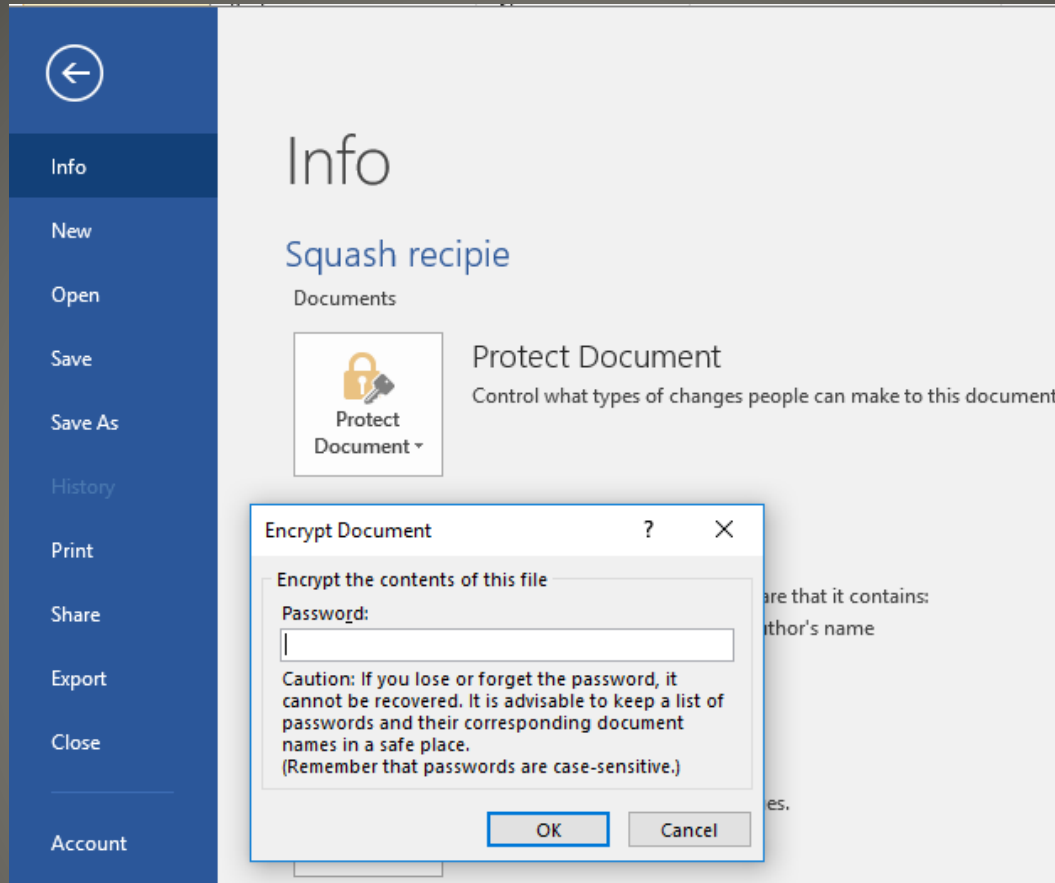 Info
New
Open
Save
Save As
History
Print
Share
Export
Close
Account
Info
Squash recipie
Documents
Protect
Document
Protect Document
Control what types of changes people can make to this document
Encrypt Document
?
Encrypt the contents of this file
Password:
Caution: If you lose or forget the password, it
cannot be recovered. It is advisable to keep a list of
passwords and their corresponding document
names in a safe place.
(Remember that passwords are case-sensitive.)
OK
Cancel
are that it contains:
thor's name
es.